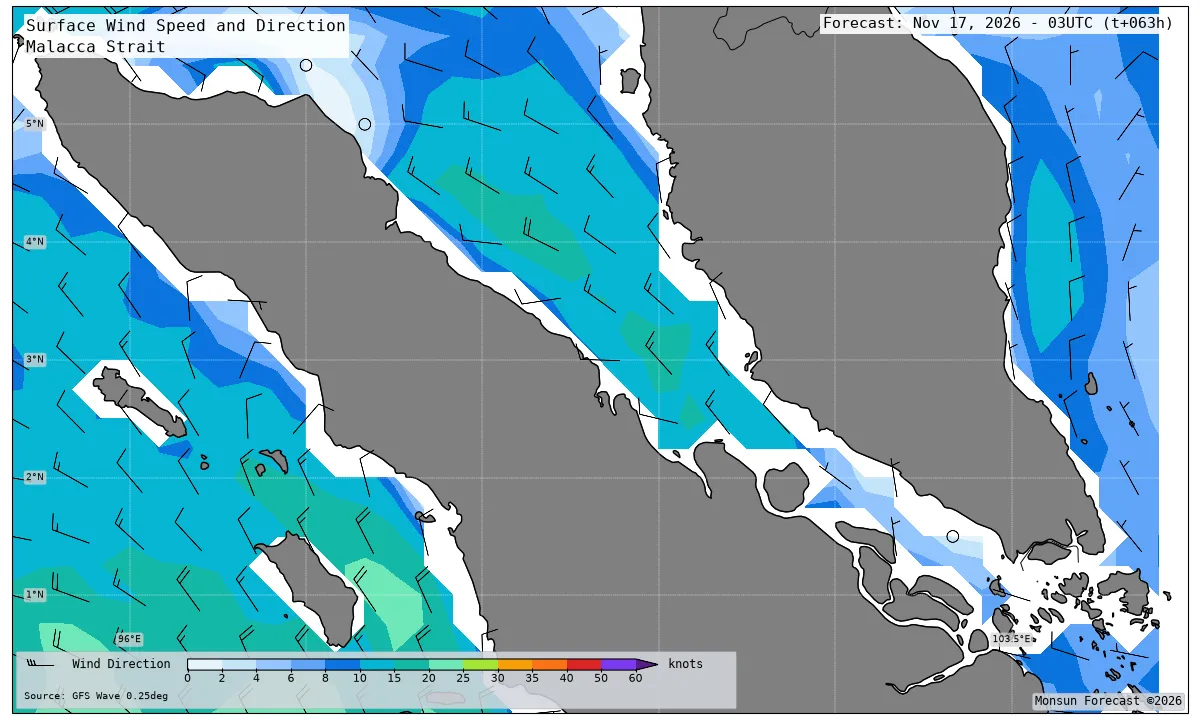 Surface Wind Speed and Direction
Malacca Strait
Forecast: Nov 17, 2026 - 03UTC (t+063h)
5°N
4°N
3°N
2°N
1°N
96°E
103.5°E
Wind Direction
0 2 4 6 8 10 15 20 25 30 35 40 50 60
knots
Source: GFS Wave 0.25deg
Monsun Forecast ©2026